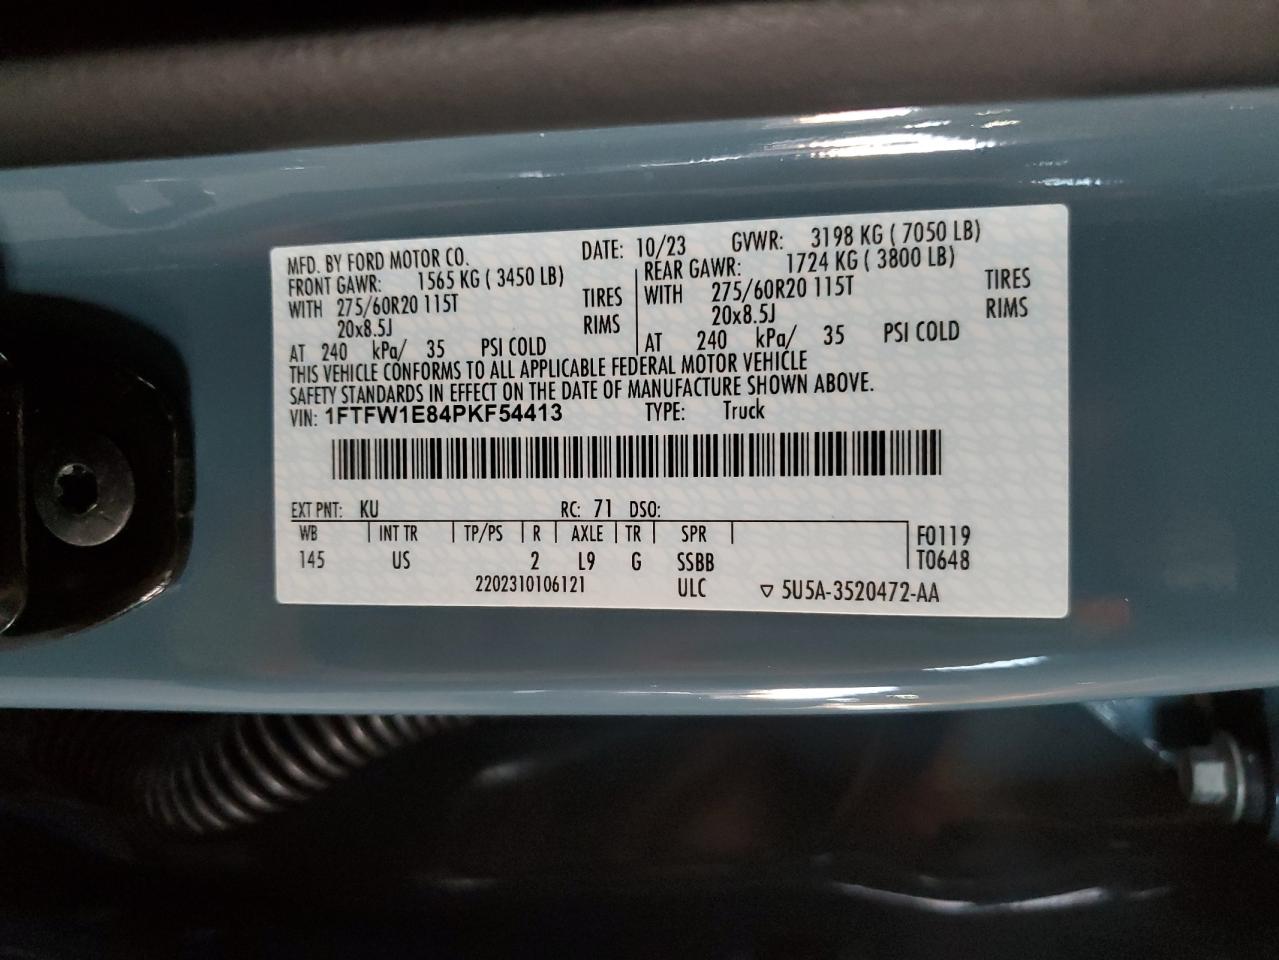 MFD. BY FORD MOTOR CO. DATE: 10/23 GVWR: 3198 KG ( 7050 LB)
FRONT GAWR: 1565 KG ( 3450 LB) REAR GAWR: 1724 KG ( 3800 LB)
WITH 275/60R20 115T TIRES WITH 275/60R20 115T TIRES
20x8.5J RIMS 20x8.5J RIMS
AT 240 kPa/ 35 PSI COLD AT 240 kPa/ 35 PSI COLD
THIS VEHICLE CONFORMS TO ALL APPLICABLE FEDERAL MOTOR VEHICLE
SAFETY STANDARDS IN EFFECT ON THE DATE OF MANUFACTURE SHOWN ABOVE.
VIN: 1FTFW1E84PKF54413 TYPE: Truck
EXT PNT: KU RC: 71 DSO:
WB INT TR TP/PS R AXLE TR SPR F0119
145 US 2 L9 G SSBB T0648
2202310106121 ULC ▽ 5U5A-3520472-AA